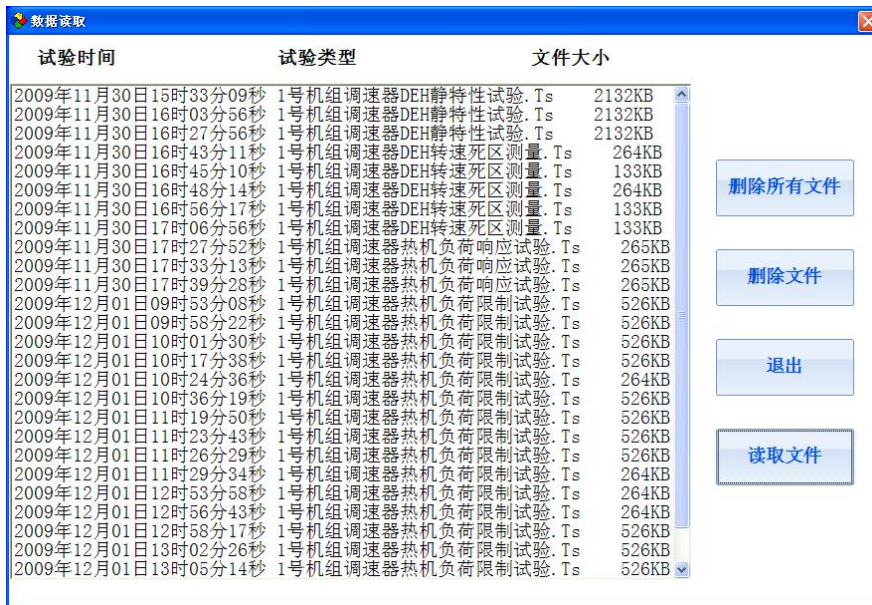 数据读取
试验时间 试验类型 文件大小
2009年11月30日15时33分09秒 1号机组调速器DEH静特性试验.Ts 2132KB
2009年11月30日16时03分56秒 1号机组调速器DEH静特性试验.Ts 2132KB
2009年11月30日16时27分56秒 1号机组调速器DEH静特性试验.Ts 2132KB
2009年11月30日16时43分11秒 1号机组调速器DEH转速死区测量.Ts 264KB
2009年11月30日16时45分10秒 1号机组调速器DEH转速死区测量.Ts 133KB
2009年11月30日16时48分14秒 1号机组调速器DEH转速死区测量.Ts 264KB
2009年11月30日16时56分17秒 1号机组调速器DEH转速死区测量.Ts 133KB
2009年11月30日17时06分56秒 1号机组调速器DEH转速死区测量.Ts 133KB
2009年11月30日17时27分52秒 1号机组调速器热机负荷响应试验.Ts 265KB
2009年11月30日17时33分13秒 1号机组调速器热机负荷响应试验.Ts 265KB
2009年11月30日17时39分28秒 1号机组调速器热机负荷响应试验.Ts 265KB
2009年12月01日09时53分08秒 1号机组调速器热机负荷限制试验.Ts 526KB
2009年12月01日09时58分22秒 1号机组调速器热机负荷限制试验.Ts 526KB
2009年12月01日10时01分30秒 1号机组调速器热机负荷限制试验.Ts 526KB
2009年12月01日10时17分38秒 1号机组调速器热机负荷限制试验.Ts 526KB
2009年12月01日10时24分36秒 1号机组调速器热机负荷限制试验.Ts 264KB
2009年12月01日10时36分19秒 1号机组调速器热机负荷限制试验.Ts 526KB
2009年12月01日11时19分50秒 1号机组调速器热机负荷限制试验.Ts 526KB
2009年12月01日11时23分43秒 1号机组调速器热机负荷限制试验.Ts 526KB
2009年12月01日11时26分29秒 1号机组调速器热机负荷限制试验.Ts 526KB
2009年12月01日11时29分34秒 1号机组调速器热机负荷限制试验.Ts 264KB
2009年12月01日12时53分58秒 1号机组调速器热机负荷限制试验.Ts 264KB
2009年12月01日12时56分43秒 1号机组调速器热机负荷限制试验.Ts 264KB
2009年12月01日12时58分17秒 1号机组调速器热机负荷限制试验.Ts 526KB
2009年12月01日13时02分26秒 1号机组调速器热机负荷限制试验.Ts 526KB
2009年12月01日13时05分14秒 1号机组调速器热机负荷限制试验.Ts 526KB
删除所有文件
删除文件
退出
读取文件